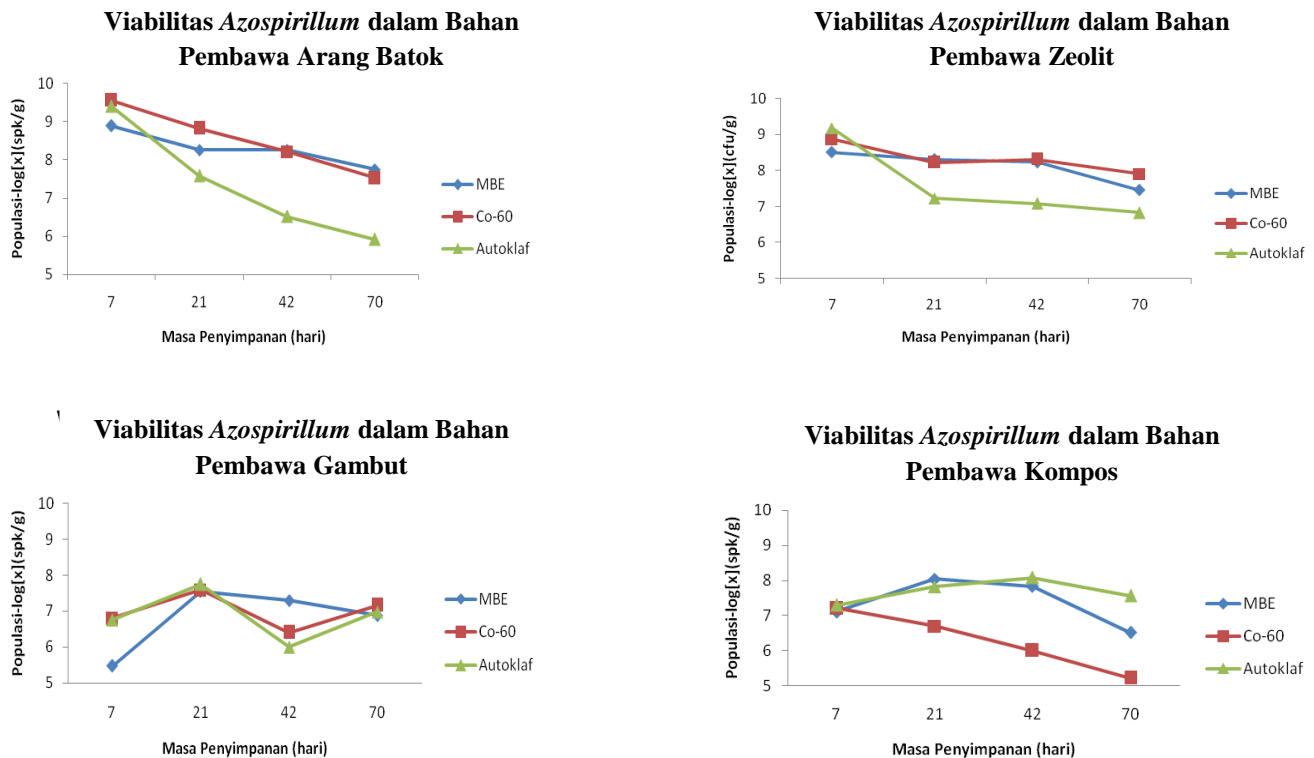 Viabilitas Azospirillum dalam Bahan
Pembawa Arang Batok
10
9
8
7
6
5
Populasi-log[x](spk/g)
7 21 42 70
Masa Penyimpanan (hari)
MBE
Co-60
Autoklaf
Viabilitas Azospirillum dalam Bahan
Pembawa Zeolit
10
9
8
7
6
5
Populasi-log[x](cfu/g)
7 21 42 70
Masa Penyimpanan (hari)
MBE
Co-60
Autoklaf
Viabilitas Azospirillum dalam Bahan
Pembawa Gambut
10
9
8
7
6
5
Populasi-log[x](spk/g)
7 21 42 70
Masa Penyimpanan (hari)
MBE
Co-60
Autoklaf
Viabilitas Azospirillum dalam Bahan
Pembawa Kompos
10
9
8
7
6
5
Populasi-log[x](spk/g)
7 21 42 70
Masa Penyimpanan (hari)
MBE
Co-60
Autoklaf